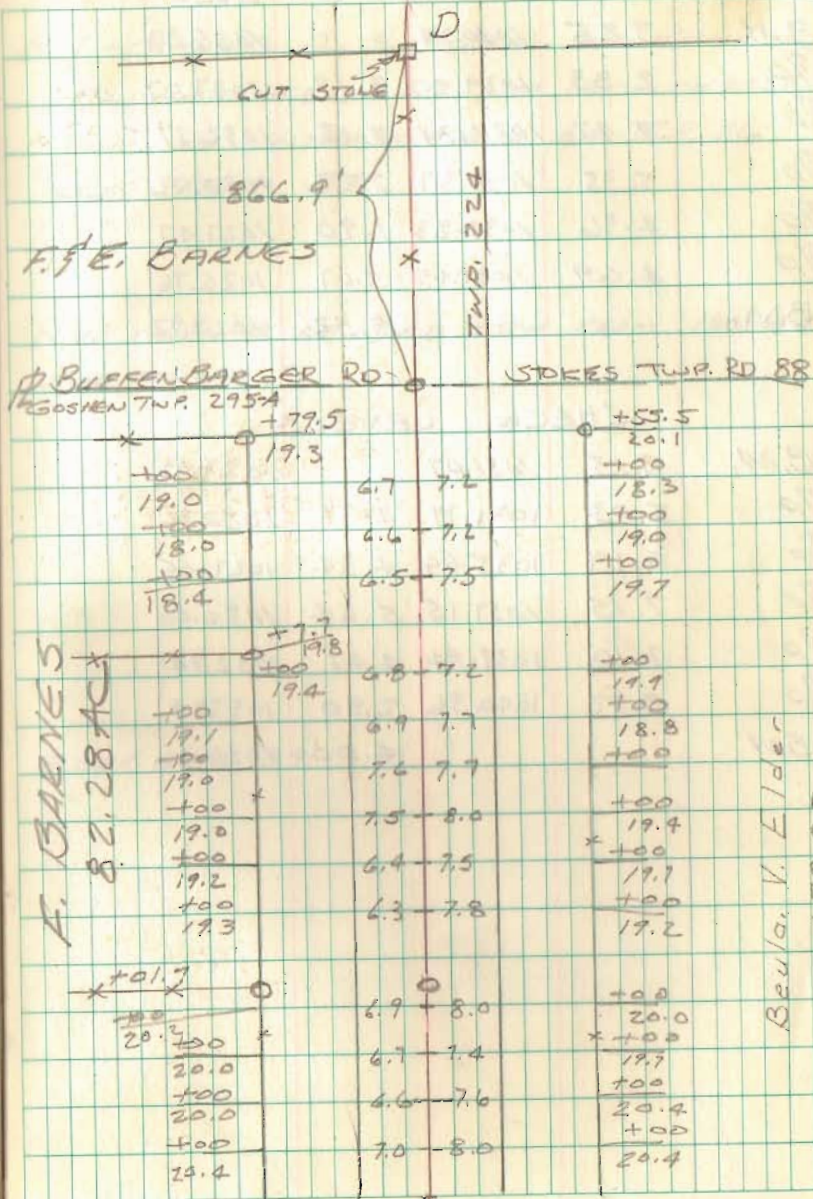 D
CUT STONE
866.9'
TWP. 224
F. & E. BARNES
BUFFENBARGER RD STOKES TWP. RD 88
GOSHEN TWP. 295-A
+79.5 +55.5
19.3 20.1
+00 +00
19.0 6.7 7.2 18.3
+00 +00
18.0 6.6 7.2 19.0
+00 +00
18.4 6.5 7.5 19.7
+7.7
19.8
+00 6.8 7.2 +00
19.4 19.9
F. BARNES
82.28 AC
+00 6.9 7.7 +00
19.1 18.8
+00 7.6 7.7 +00
19.0
+00 7.5 8.0 +00
19.0 19.4
+00 6.4 7.5 +00
19.2 19.7
+00 6.3 7.8 +00
19.3 19.2
Beula. V. Elder
+01.7
+00 6.9 8.0 +00
20.2 20.0
+00 6.7 7.4 +00
20.0 19.7
+00 6.6 7.6 +00
20.0 20.4
+00 7.0 8.0 +00
20.4 20.4